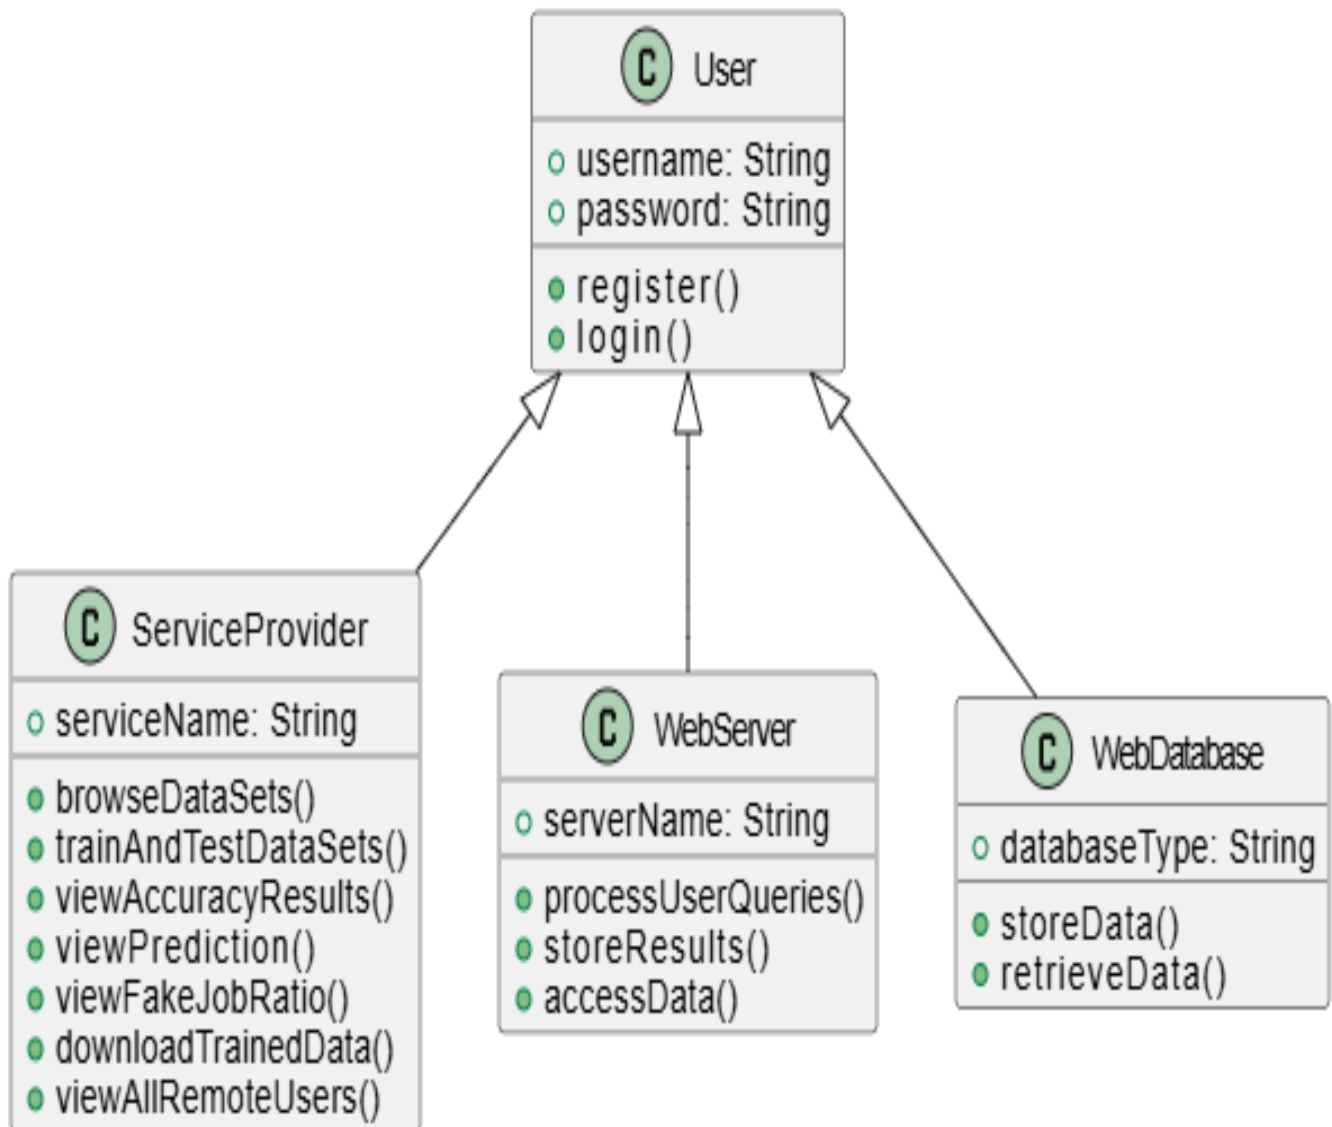 C User
username: String
password: String
register()
login()
C ServiceProvider
serviceName: String
browseDataSets()
trainAndTestDataSets()
viewAccuracyResults()
viewPrediction()
viewFakeJobRatio()
downloadTrainedData()
viewAllRemoteUsers()
C WebServer
serverName: String
processUserQueries()
storeResults()
accessData()
C WebDatabase
databaseType: String
storeData()
retrieveData()